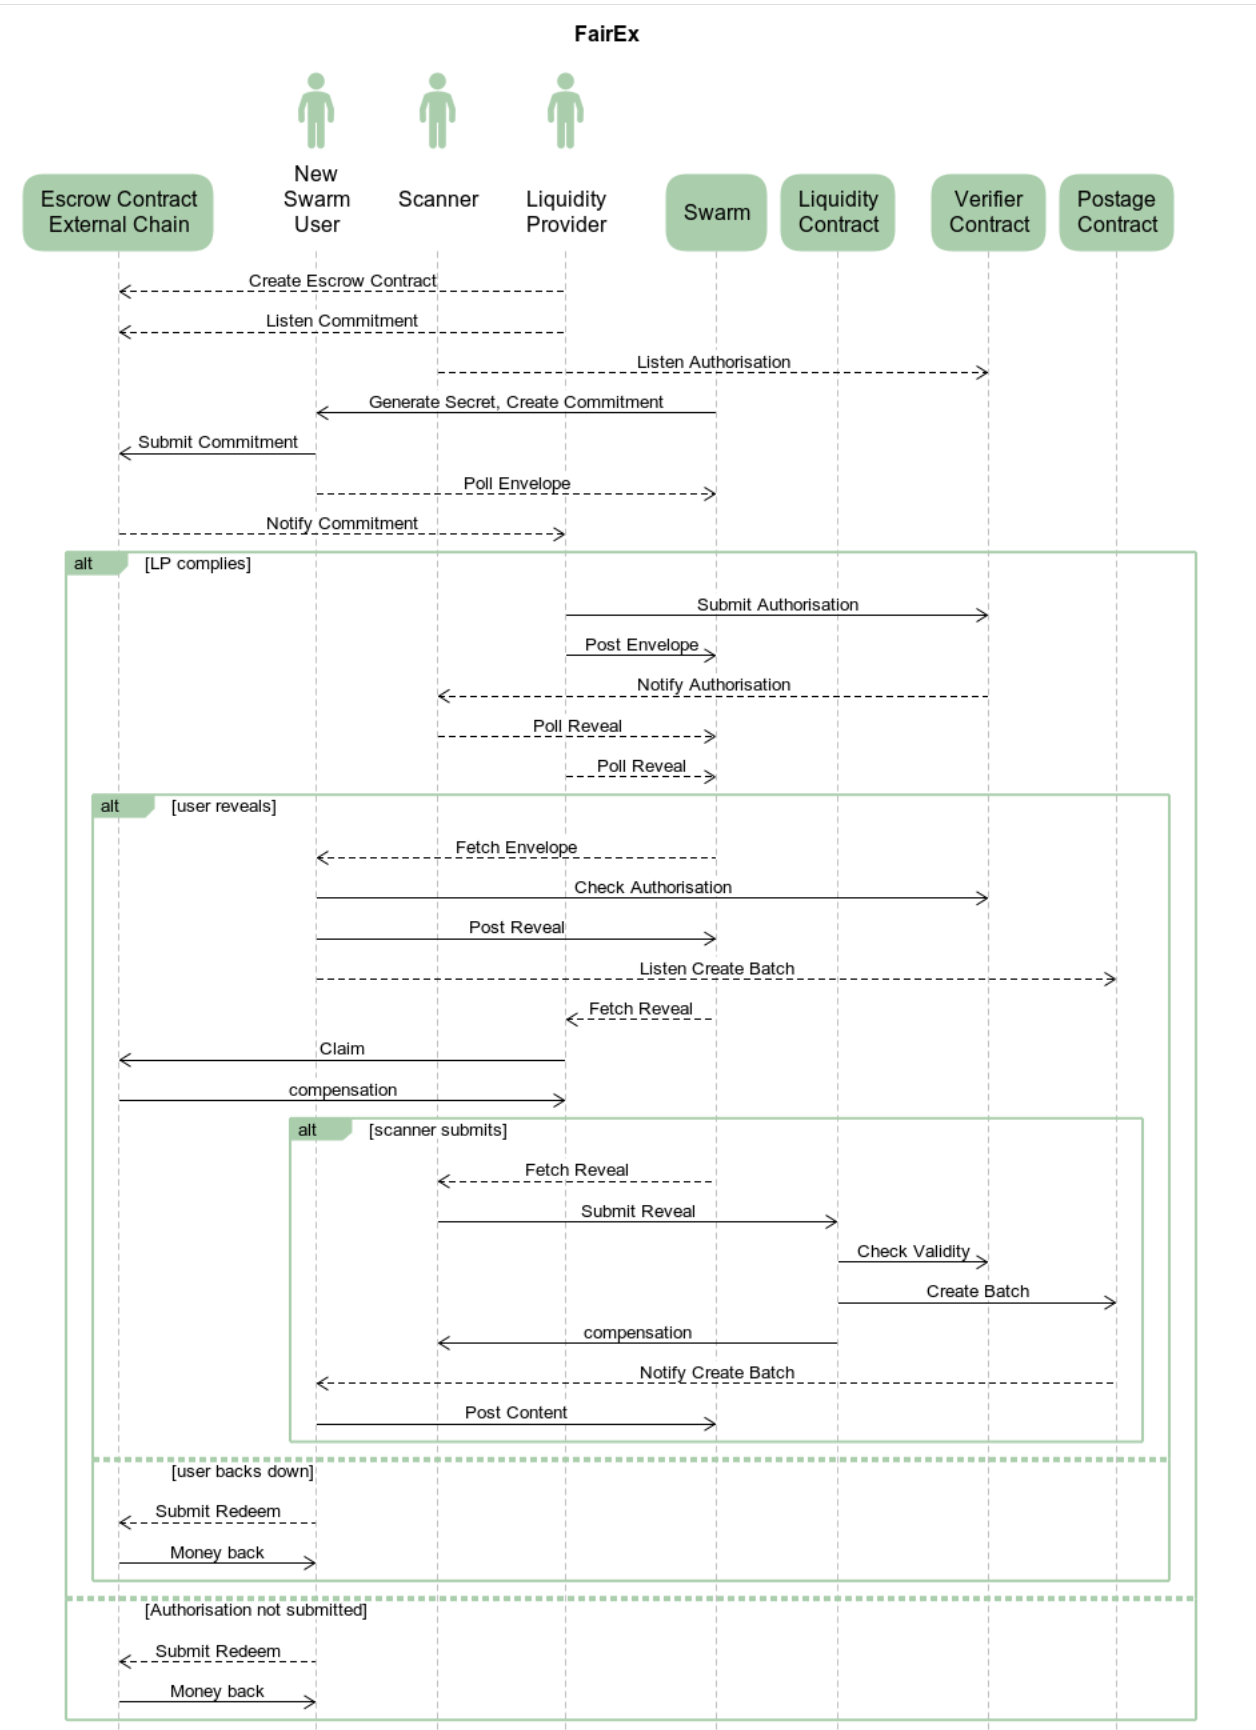 FairEx
Escrow Contract
External Chain
New
Swarm
User
Scanner
Liquidity
Provider
Swarm
Liquidity
Contract
Verifier
Contract
Postage
Contract
Create Escrow Contract
Listen Commitment
Listen Authorisation
Generate Secret, Create Commitment
Submit Commitment
Poll Envelope
Notify Commitment
alt [LP complies]
Submit Authorisation
Post Envelope
Notify Authorisation
Poll Reveal
Poll Reveal
alt [user reveals]
Fetch Envelope
Check Authorisation
Post Reveal
Listen Create Batch
Fetch Reveal
Claim
compensation
alt [scanner submits]
Fetch Reveal
Submit Reveal
Check Validity
Create Batch
compensation
Notify Create Batch
Post Content
[user backs down]
Submit Redeem
Money back
[Authorisation not submitted]
Submit Redeem
Money back